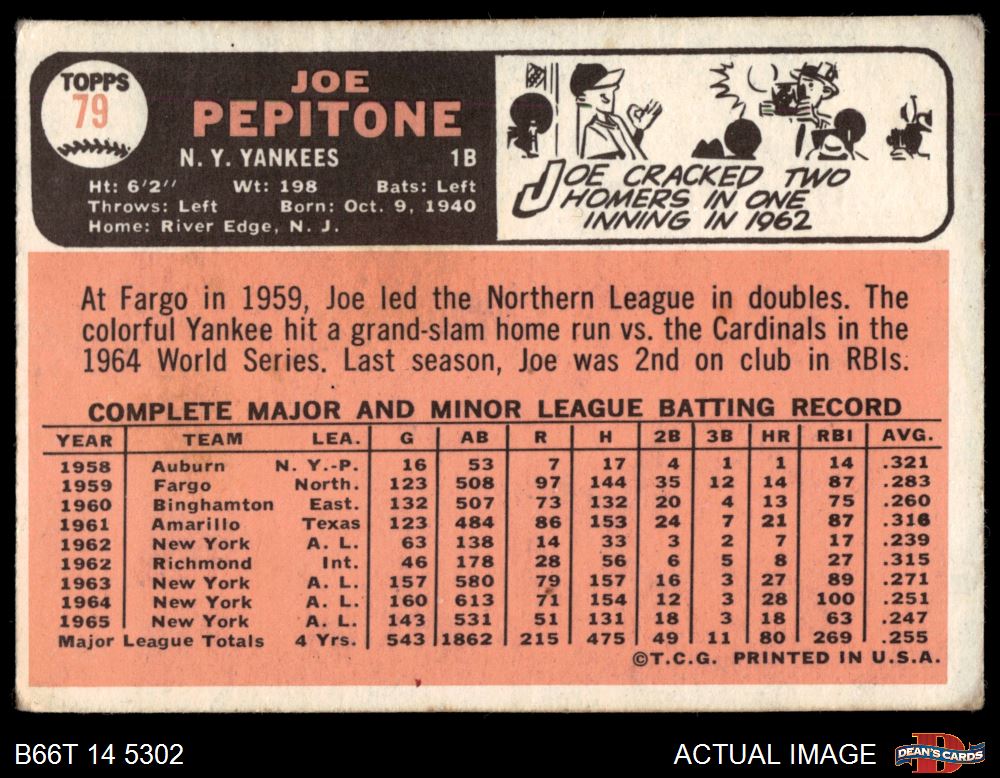 TOPPS
79
JOE
PEPITONE
N. Y. YANKEES 1B
Ht: 6'2'' Wt: 198 Bats: Left
Throws: Left Born: Oct. 9, 1940
Home: River Edge, N. J.
JOE CRACKED TWO
HOMERS IN ONE
INNING IN 1962
At Fargo in 1959, Joe led the Northern League in doubles. The
colorful Yankee hit a grand-slam home run vs. the Cardinals in the
1964 World Series. Last season, Joe was 2nd on club in RBIs.
COMPLETE MAJOR AND MINOR LEAGUE BATTING RECORD
YEAR TEAM LEA. G AB R H 2B 3B HR RBI AVG.
1958 Auburn N. Y.-P. 16 53 7 17 4 1 1 14 .321
1959 Fargo North. 123 508 97 144 35 12 14 87 .283
1960 Binghamton East. 132 507 73 132 20 4 13 75 .260
1961 Amarillo Texas 123 484 86 153 24 7 21 87 .316
1962 New York A. L. 63 138 14 33 3 2 7 17 .239
1962 Richmond Int. 46 178 28 56 6 5 8 27 .315
1963 New York A. L. 157 580 79 157 16 3 27 89 .271
1964 New York A. L. 160 613 71 154 12 3 28 100 .251
1965 New York A. L. 143 531 51 131 18 3 18 63 .247
Major League Totals 4 Yrs. 543 1862 215 475 49 11 80 269 .255
©T.C.G. PRINTED IN U.S.A.
B66T 14 5302
ACTUAL IMAGE
DEAN'S CARDS